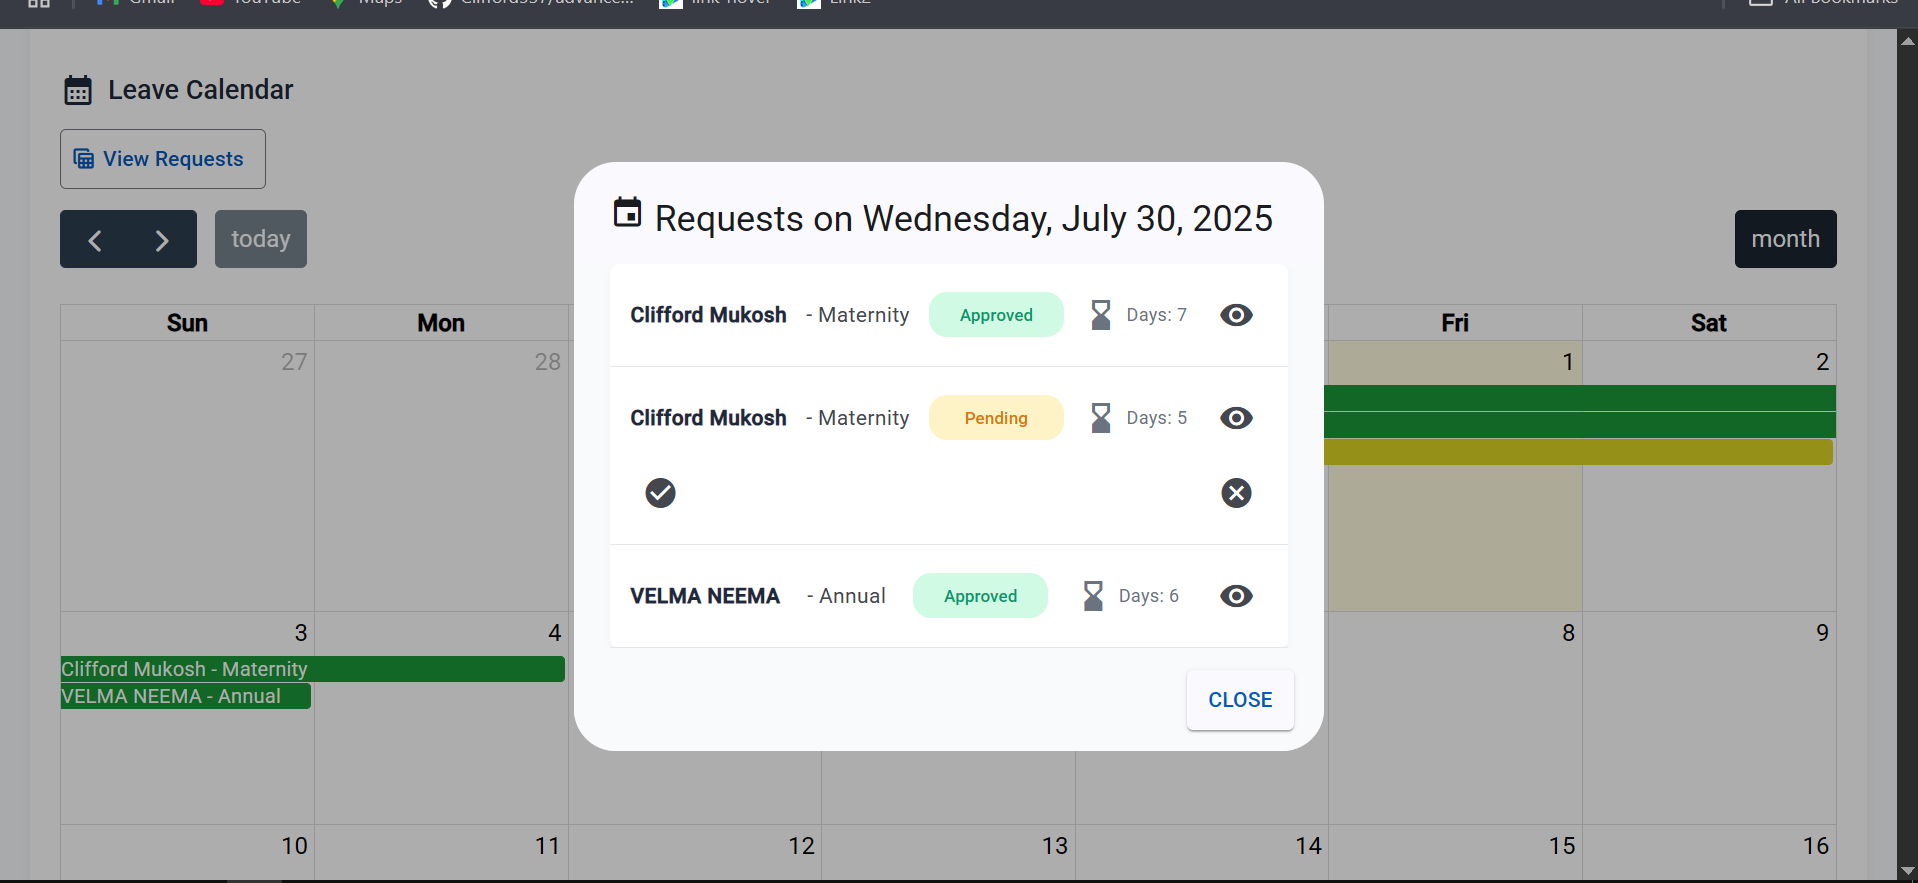 Gmail
YouTube
Maps
Clifford557/advance...
link-hover
Link2
All Bookmarks
Leave Calendar
View Requests
today
month
Sun
Mon
Fri
Sat
27
28
1
2
Requests on Wednesday, July 30, 2025
Clifford Mukosh - Maternity Approved Days: 7
Clifford Mukosh - Maternity Pending Days: 5
VELMA NEEMA - Annual Approved Days: 6
CLOSE
3
4
8
9
Clifford Mukosh - Maternity
VELMA NEEMA - Annual
10
11
12
13
14
15
16